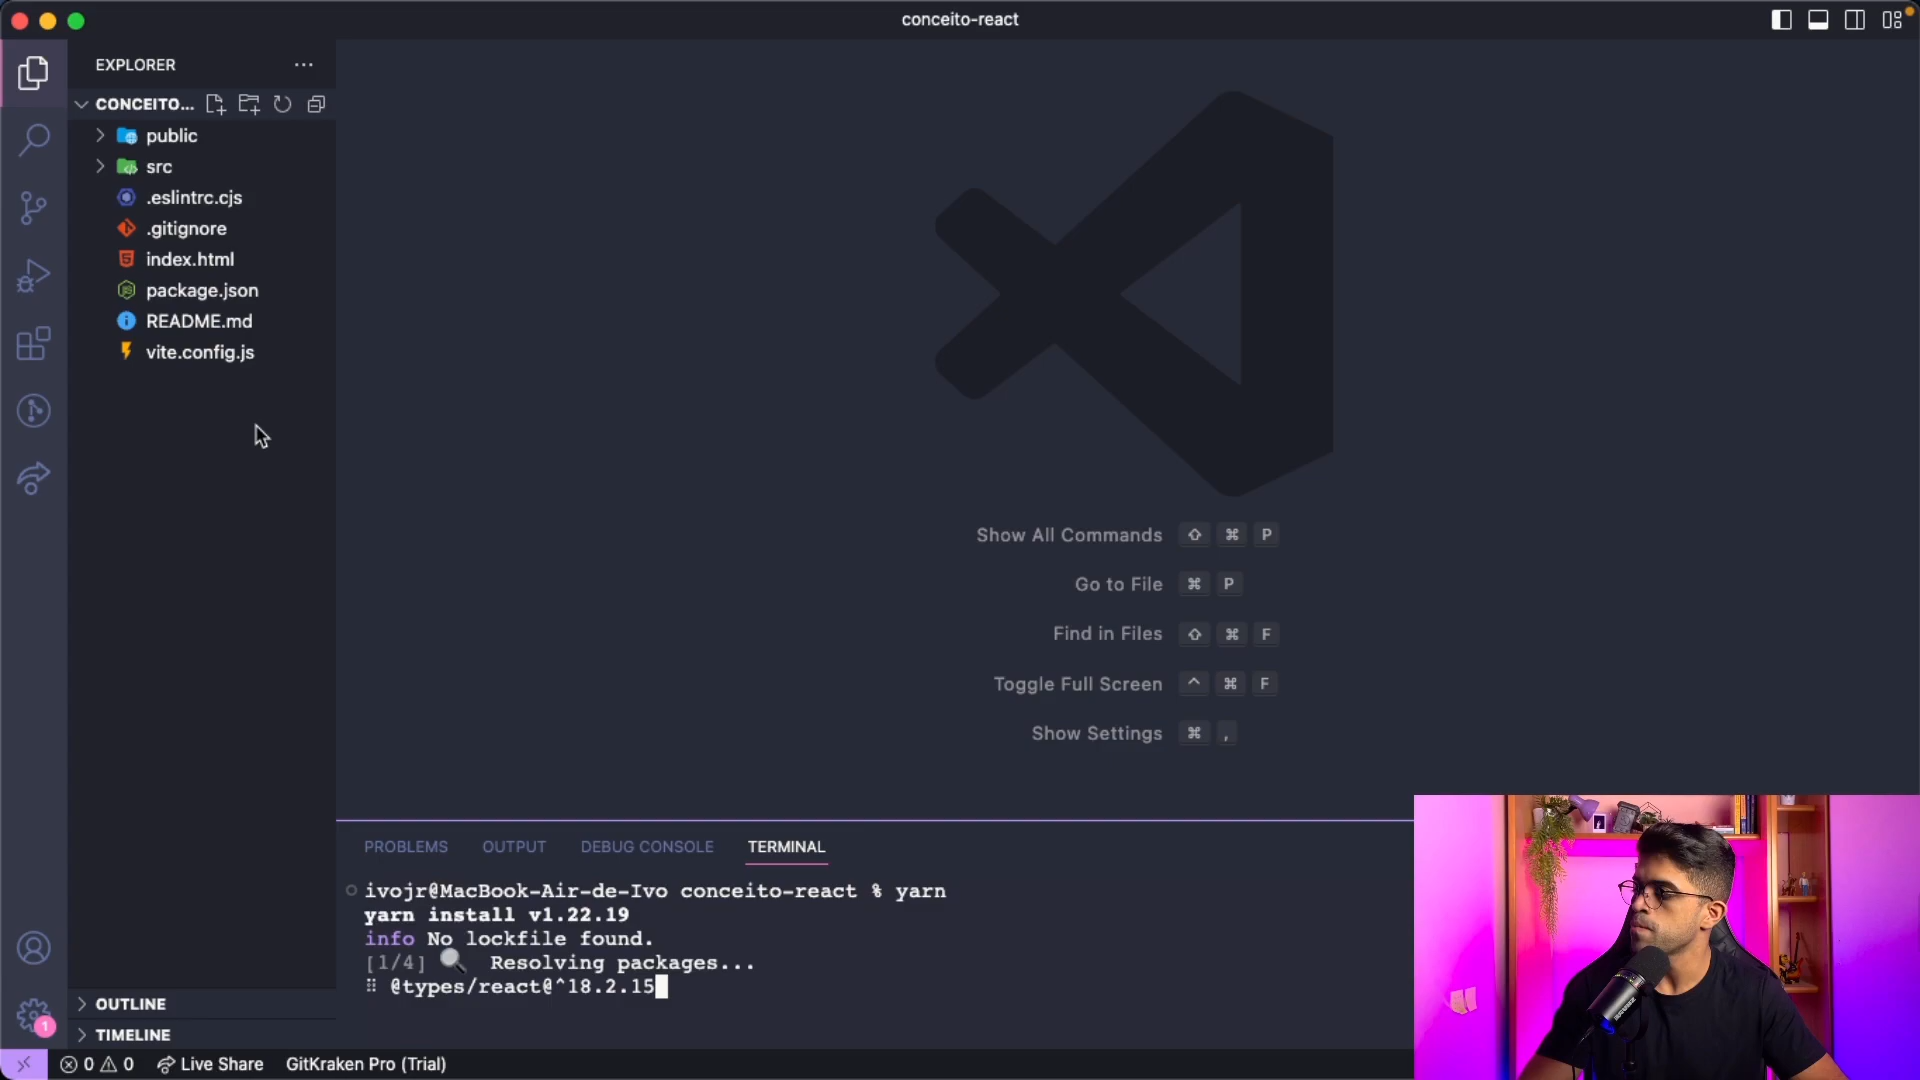 conceito-react
EXPLORER
CONCEITO...
public
src
.eslintrc.cjs
.gitignore
index.html
package.json
README.md
vite.config.js
Show All Commands ⇧ ⌘ P
Go to File ⌘ P
Find in Files ⇧ ⌘ F
Toggle Full Screen ^ ⌘ F
Show Settings ⌘ ,
PROBLEMS OUTPUT DEBUG CONSOLE TERMINAL
ivojr@MacBook-Air-de-Ivo conceito-react % yarn
yarn install v1.22.19
info No lockfile found.
[1/4] 🔍 Resolving packages...
⠿ @types/react@^18.2.15
OUTLINE
TIMELINE
1
0 0 Live Share GitKraken Pro (Trial)